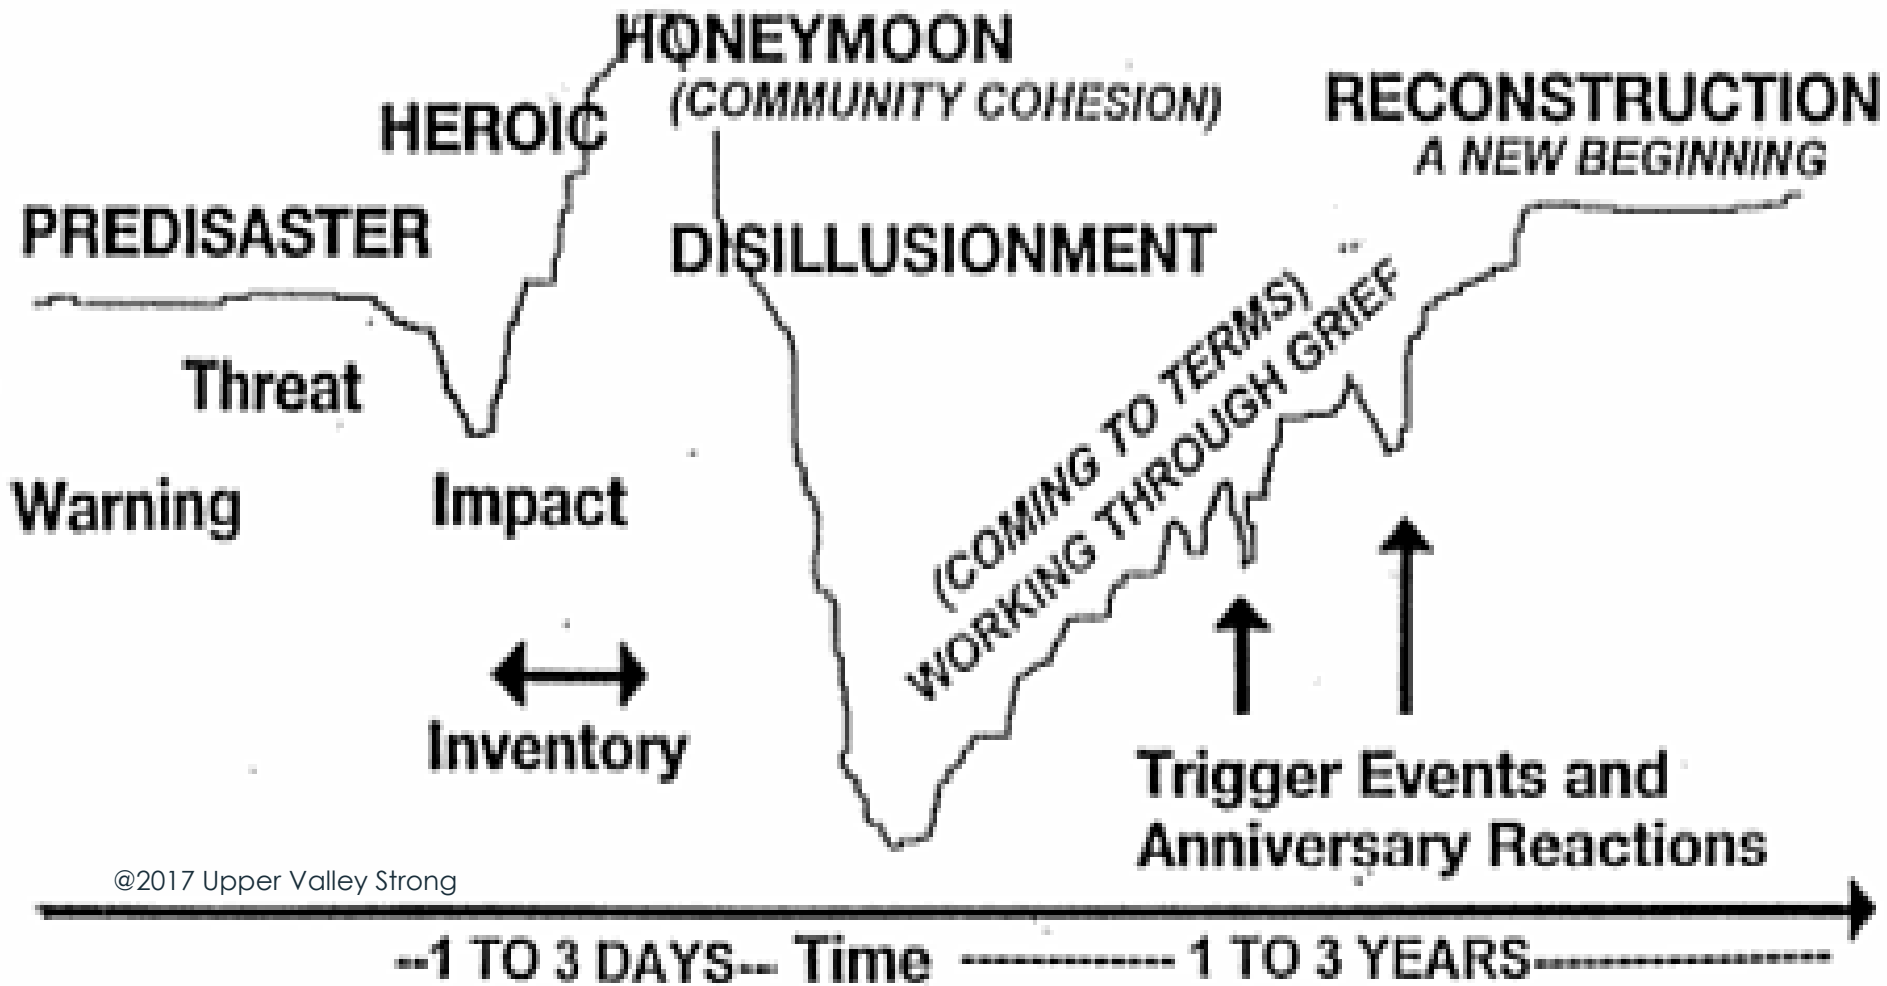 HONEYMOON
(COMMUNITY COHESION)
HEROIC
RECONSTRUCTION
A NEW BEGINNING
PREDISASTER
DISILLUSIONMENT
Threat
(COMING TO TERMS)
WORKING THROUGH GRIEF
Warning
Impact
Inventory
Trigger Events and
Anniversary Reactions
@2017 Upper Valley Strong
--1 TO 3 DAYS-- Time ------------ 1 TO 3 YEARS----------------